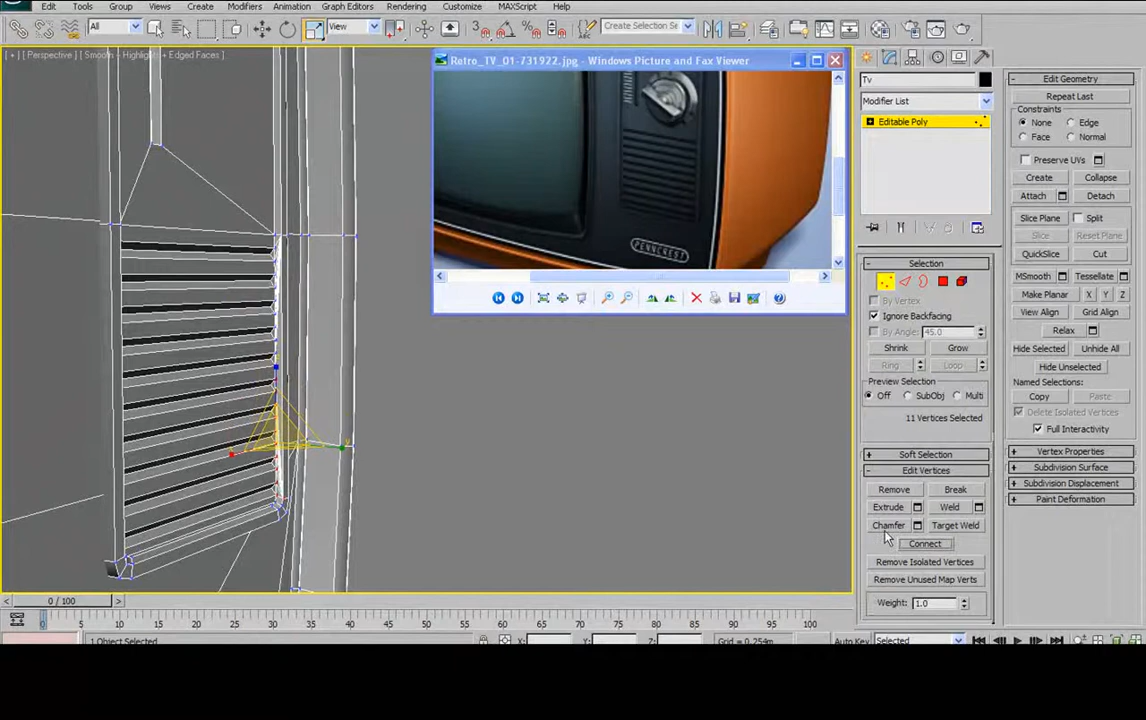 Edit Tools Group Views Create Modifiers Animation Graph Editors Rendering Customize MAXScript Help
All View Create Selection Se
[ + ] [ Perspective ] [ Smooth + Highlights + Edged Faces ]
Retro_TV_01-731922.jpg - Windows Picture and Fax Viewer
PENNCREST
Tv
Modifier List
Editable Poly
Selection
By Vertex
Ignore Backfacing
By Angle: 45.0
Shrink Grow
Ring Loop
Preview Selection
Off SubObj Multi
11 Vertices Selected
Soft Selection
Edit Vertices
Remove Break
Extrude Weld
Chamfer Target Weld
Connect
Remove Isolated Vertices
Remove Unused Map Verts
Weight: 1.0
Edit Geometry
Repeat Last
Constraints
None Edge
Face Normal
Preserve UVs
Create Collapse
Attach Detach
Slice Plane Split
Slice Reset Plane
QuickSlice Cut
MSmooth Tessellate
Make Planar X Y Z
View Align Grid Align
Relax
Hide Selected Unhide All
Hide Unselected
Named Selections:
Copy Paste
Delete Isolated Vertices
Full Interactivity
Vertex Properties
Subdivision Surface
Subdivision Displacement
Paint Deformation
0 / 100
0 5 10 15 20 25 30 35 40 45 50 55 60 65 70 75 80 85 90 95 100
1 Object Selected X: Y: Z: Grid = 0.254m Auto Key Selected